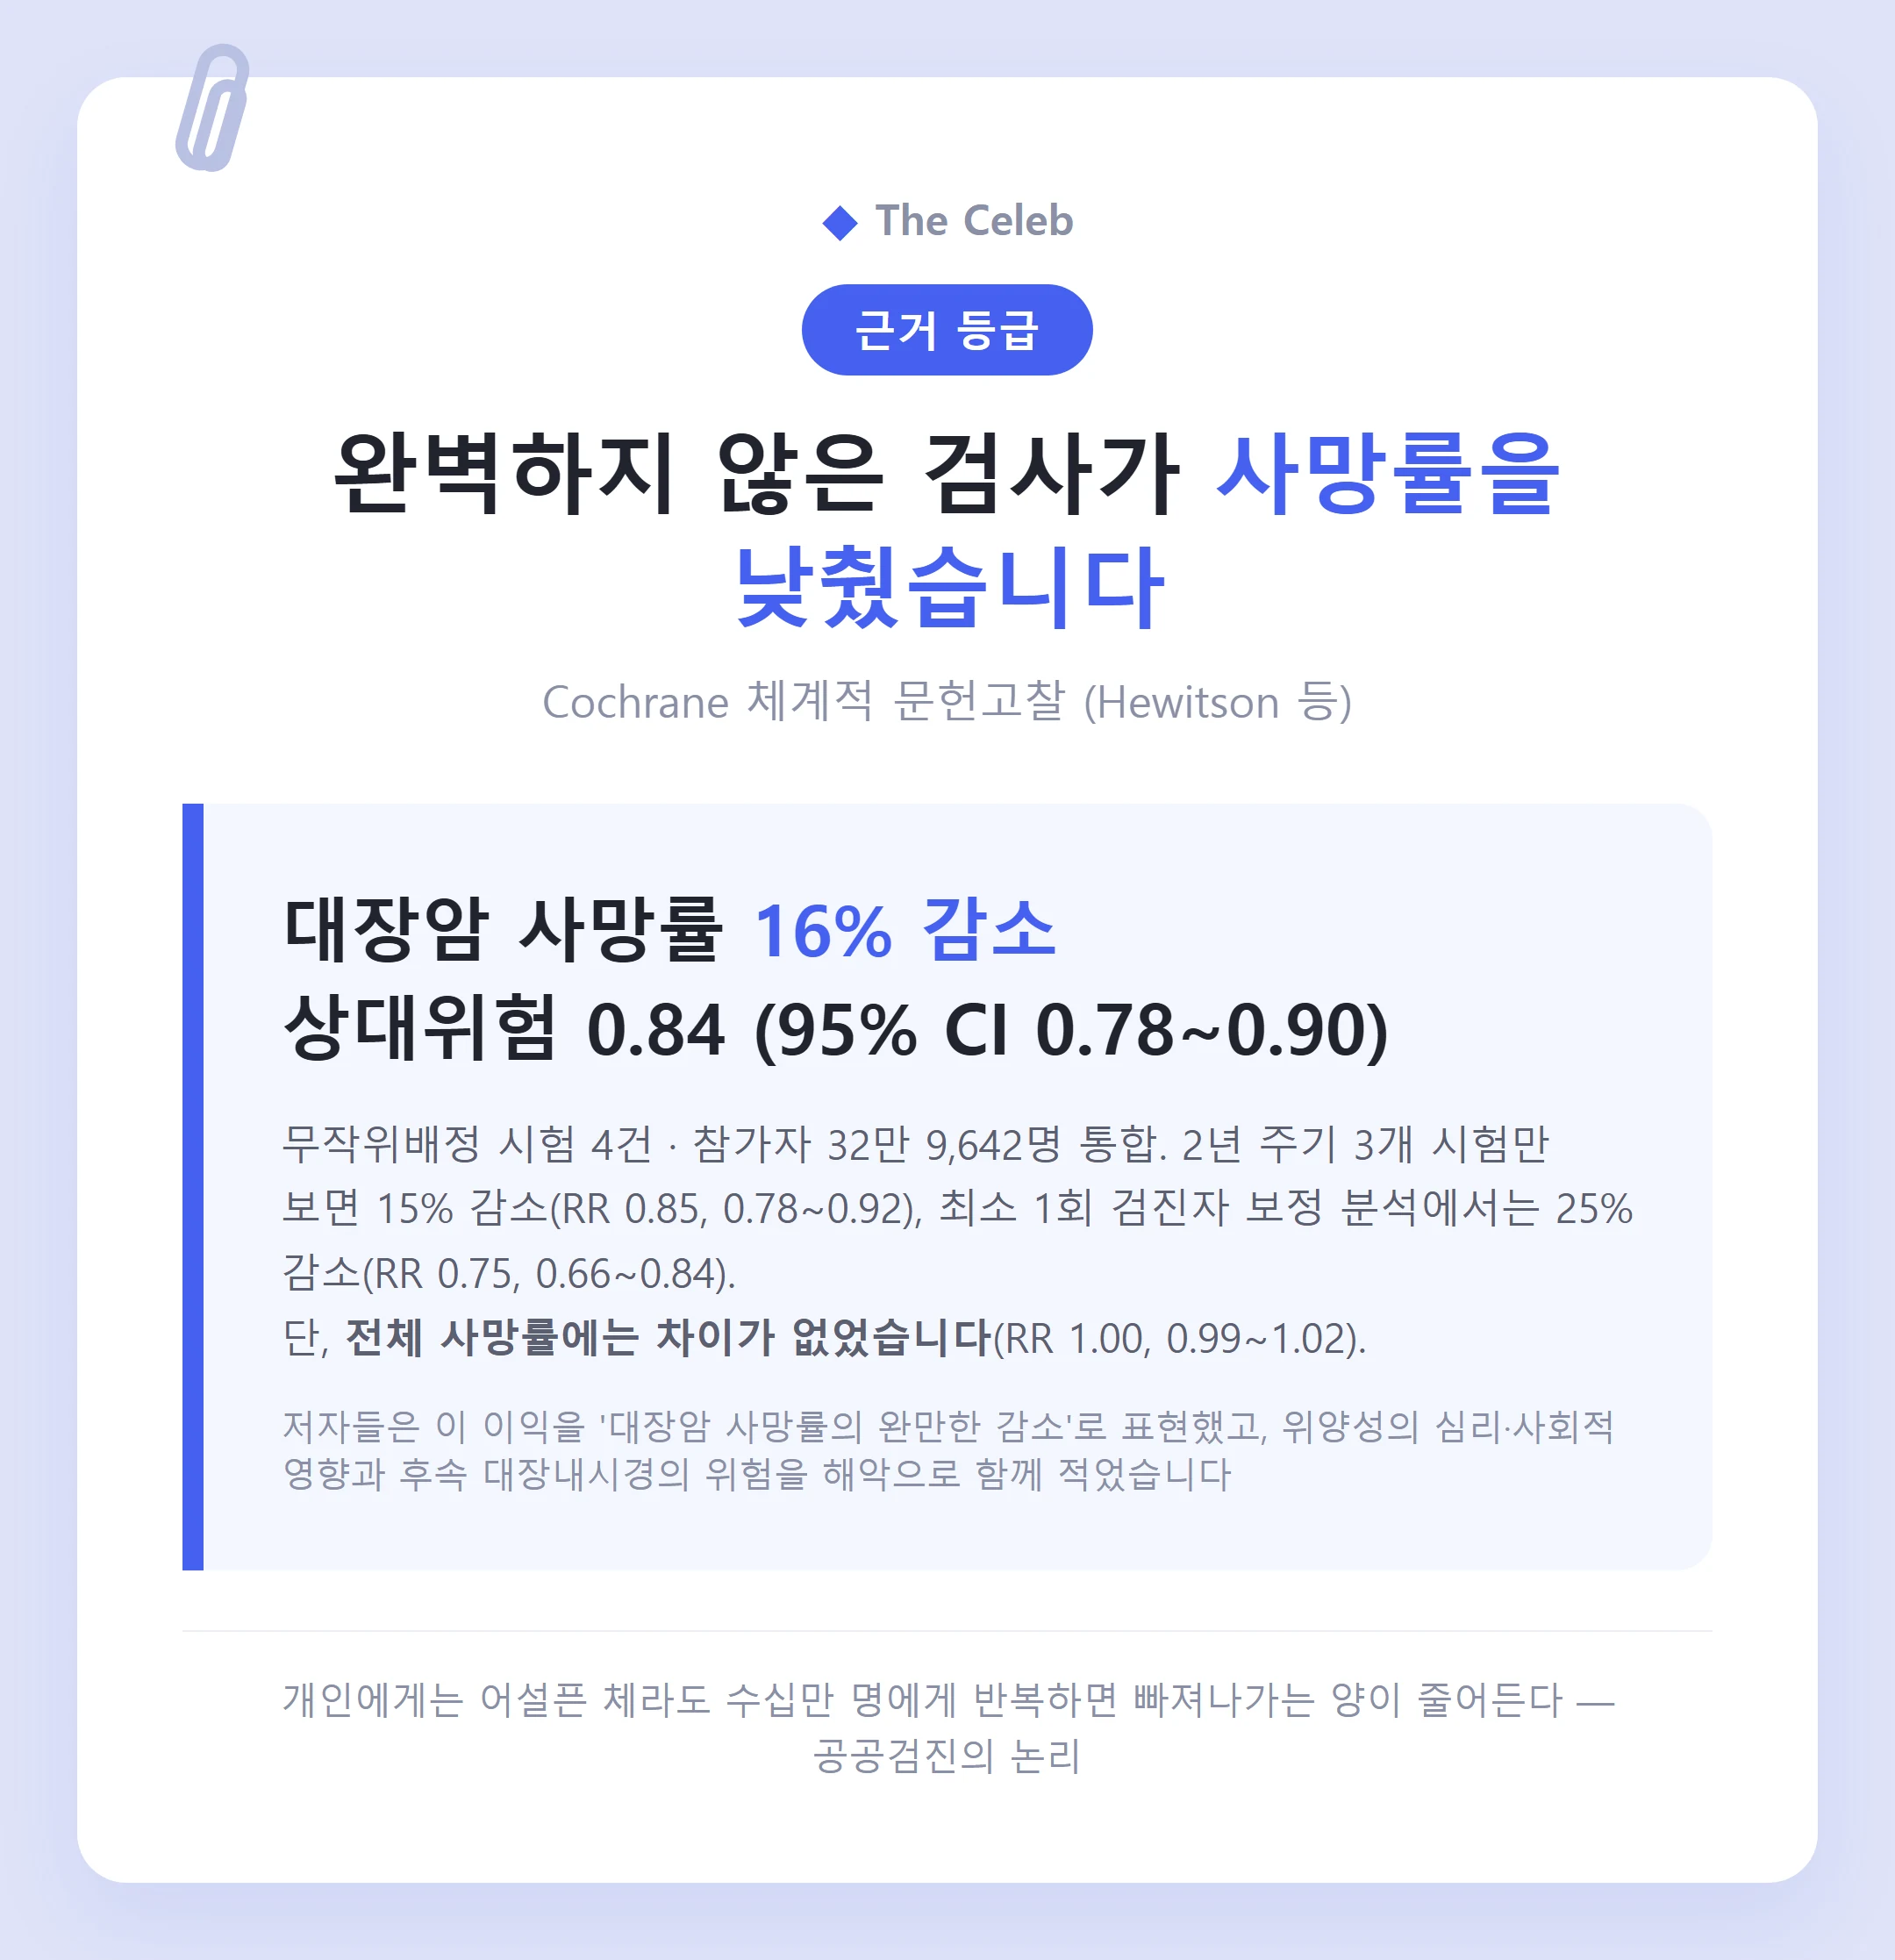 The Celeb
근거 등급
완벽하지 않은 검사가 사망률을
낮췄습니다
Cochrane 체계적 문헌고찰 (Hewitson 등)
대장암 사망률 16% 감소
상대위험 0.84 (95% CI 0.78~0.90)
무작위배정 시험 4건 · 참가자 32만 9,642명 통합. 2년 주기 3개 시험만
보면 15% 감소(RR 0.85, 0.78~0.92), 최소 1회 검진자 보정 분석에서는 25%
감소(RR 0.75, 0.66~0.84).
단, 전체 사망률에는 차이가 없었습니다(RR 1.00, 0.99~1.02).
저자들은 이 이익을 '대장암 사망률의 완만한 감소'로 표현했고, 위양성의 심리·사회적
영향과 후속 대장내시경의 위험을 해악으로 함께 적었습니다
개인에게는 어설픈 체라도 수십만 명에게 반복하면 빠져나가는 양이 줄어든다 —
공공검진의 논리